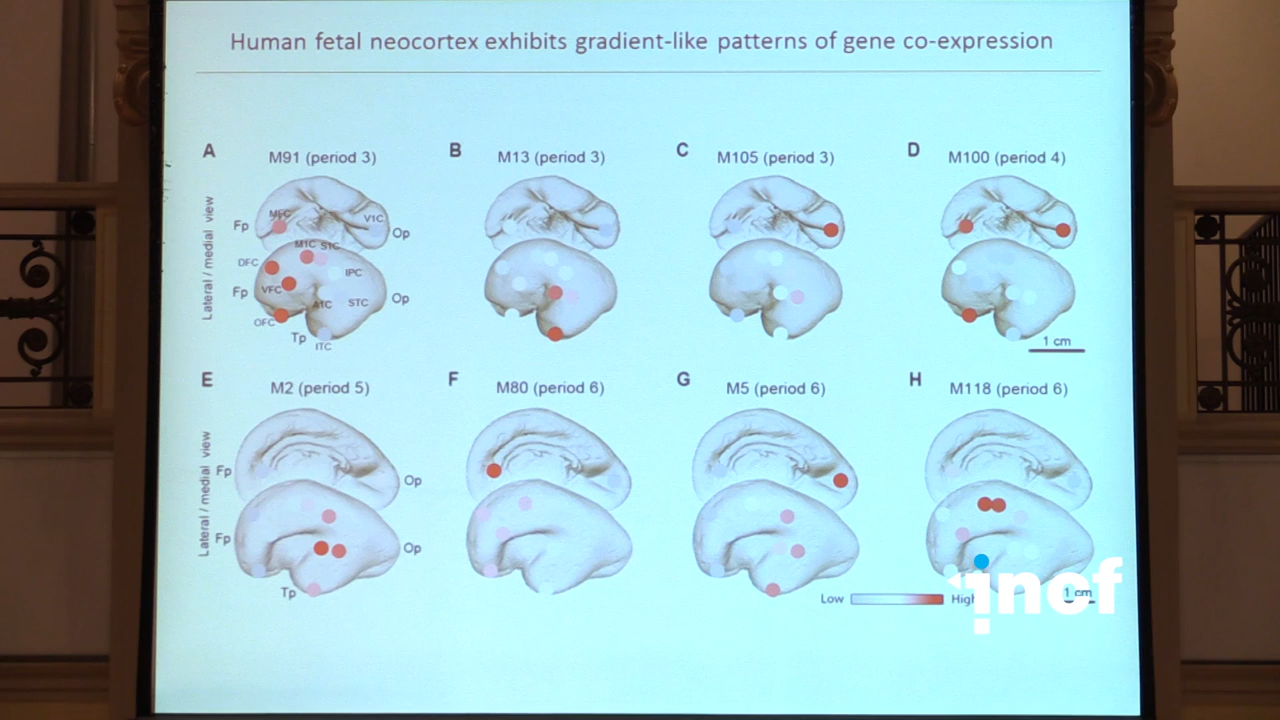 Human fetal neocortex exhibits gradient-like patterns of gene co-expression
A
M91 (period 3)
B
M13 (period 3)
C
M105 (period 3)
D
M100 (period 4)
Lateral / medial view
Fp
MFC
V1C
Op
M1C S1C
DFC
IPC
Fp
VFC
A1C
STC
Op
OFC
Tp
ITC
1 cm
E
M2 (period 5)
F
M80 (period 6)
G
M5 (period 6)
H
M118 (period 6)
Lateral / medial view
Fp
Op
Fp
Op
Tp
Low
High
1 cm
incf